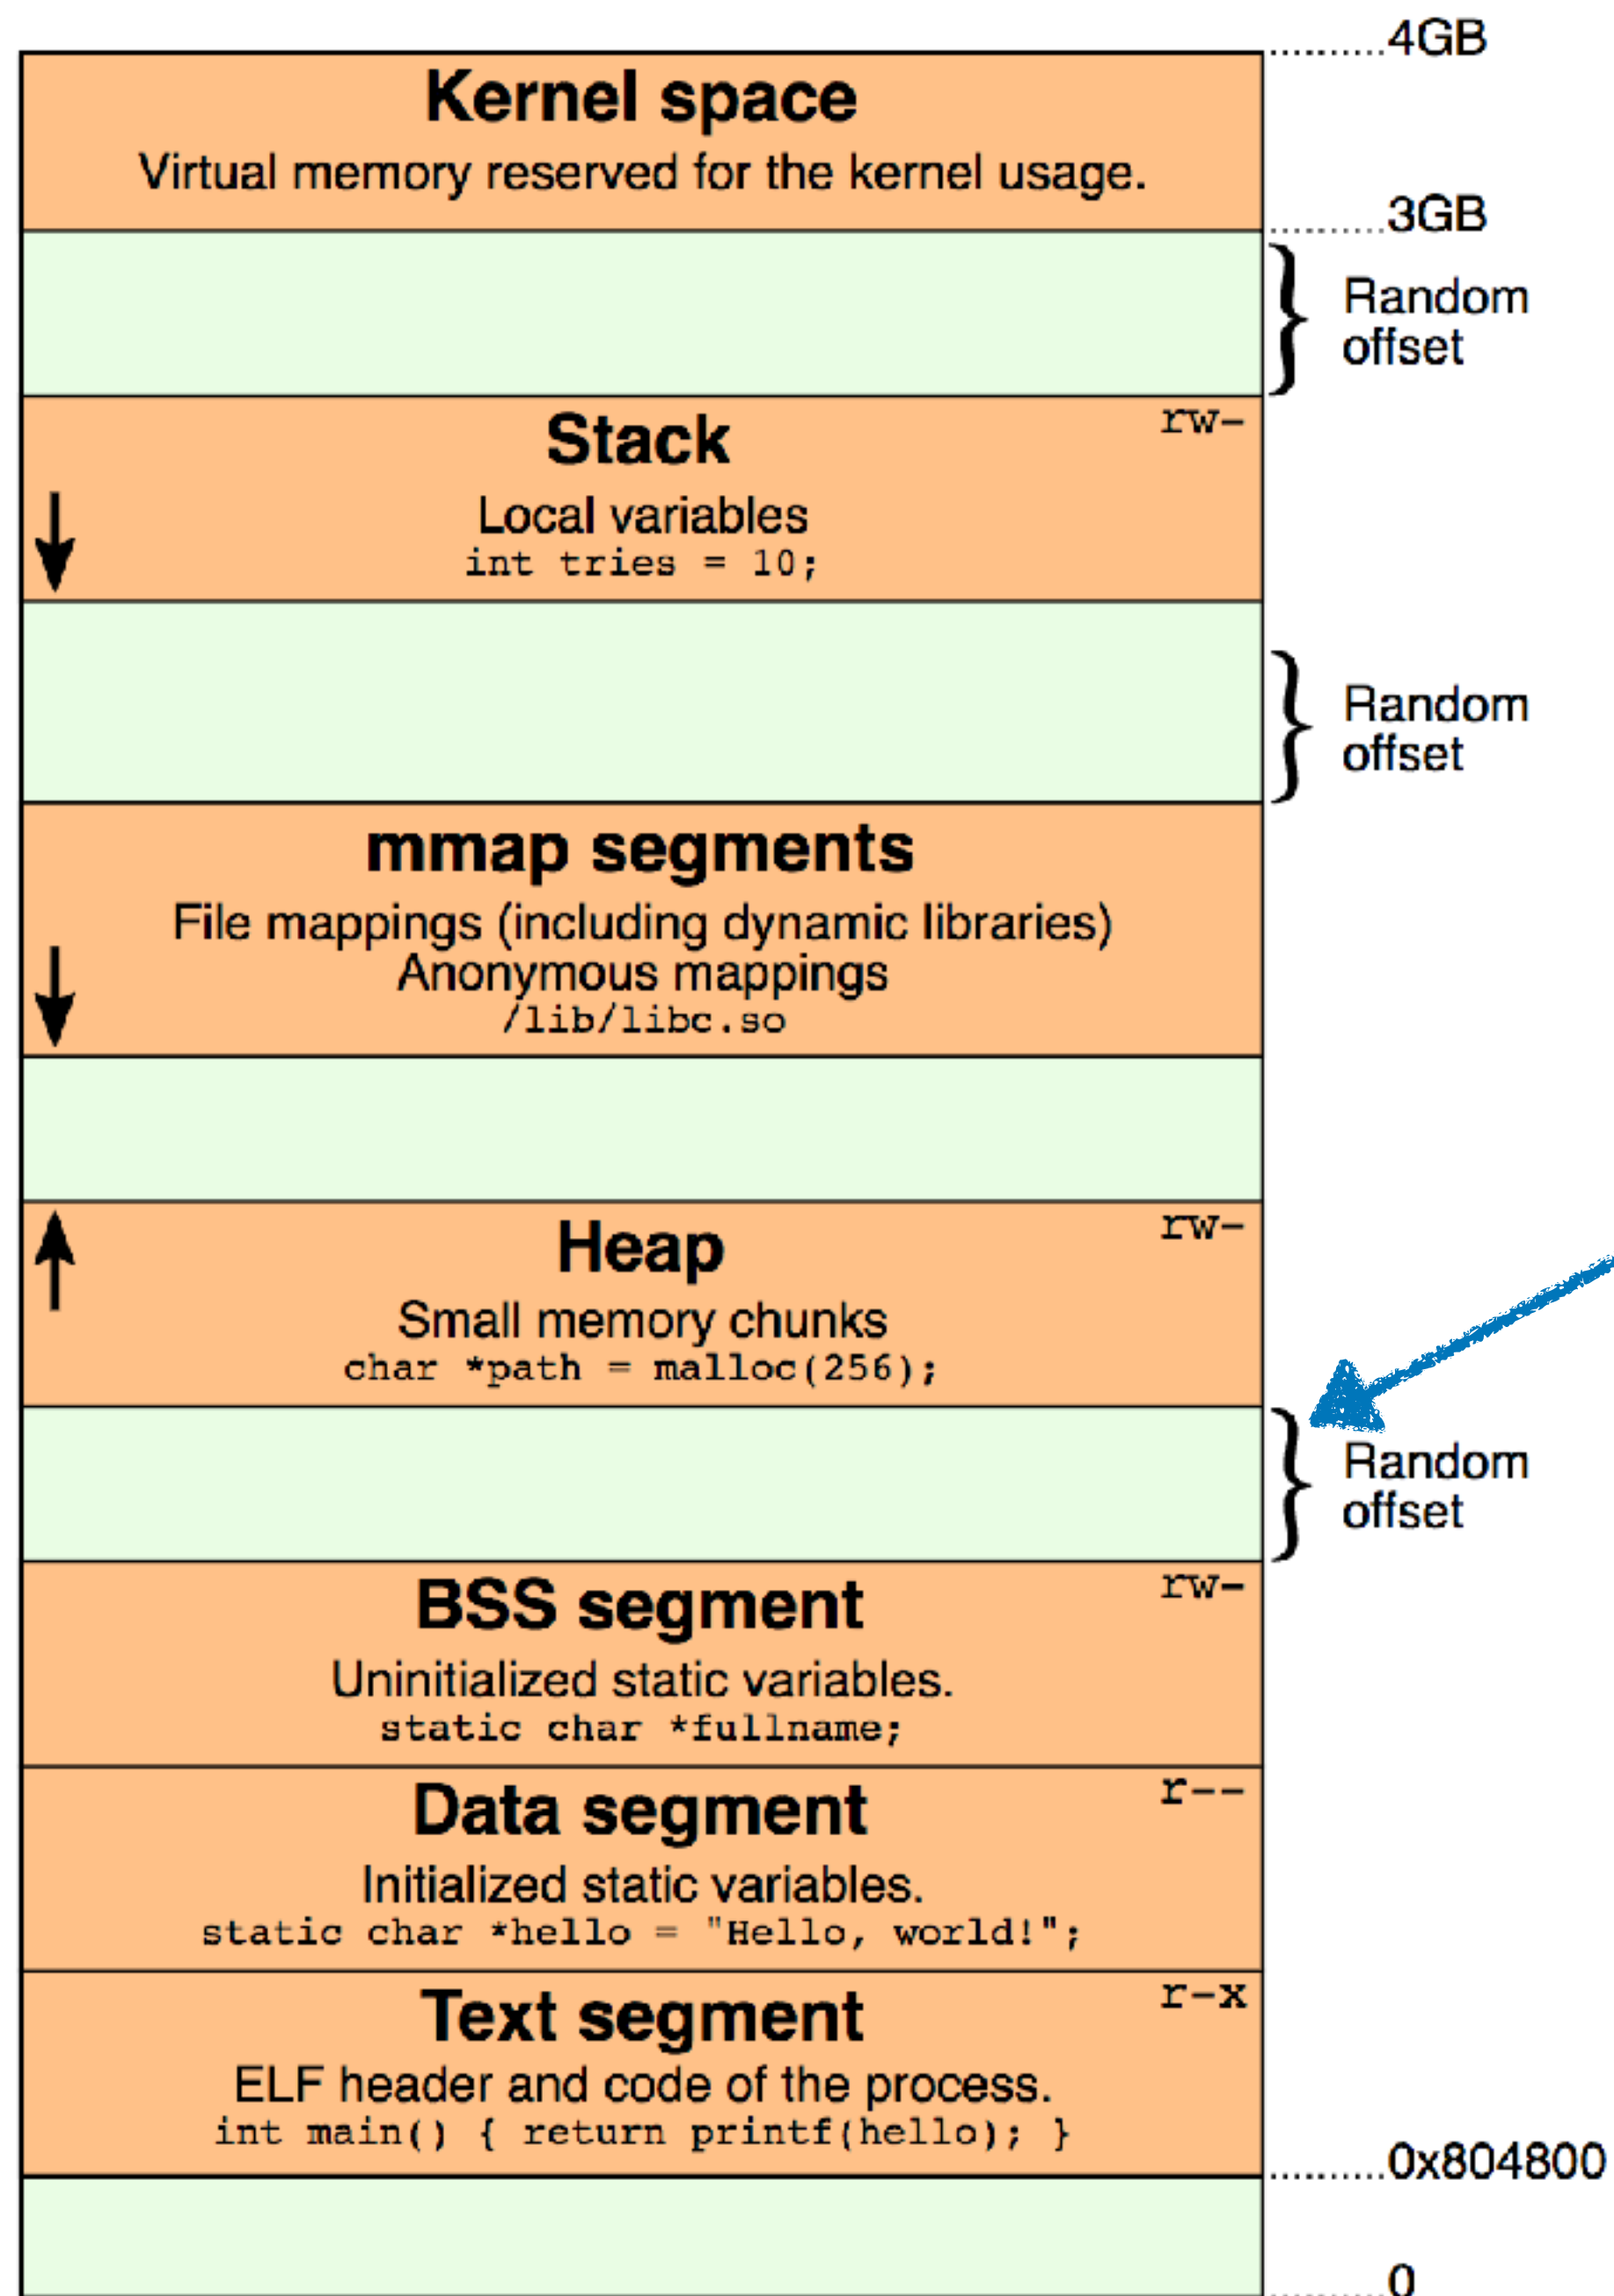 4GB
Kernel space
Virtual memory reserved for the kernel usage.
3GB
Random
offset
rw-
Stack
Local variables
int tries = 10;
Random
offset
mmap segments
File mappings (including dynamic libraries)
Anonymous mappings
/lib/libc.so
rw-
Heap
Small memory chunks
char *path = malloc(256);
Random
offset
rw-
BSS segment
Uninitialized static variables.
static char *fullname;
r--
Data segment
Initialized static variables.
static char *hello = "Hello, world!";
r-x
Text segment
ELF header and code of the process.
int main() { return printf(hello); }
0x804800
0